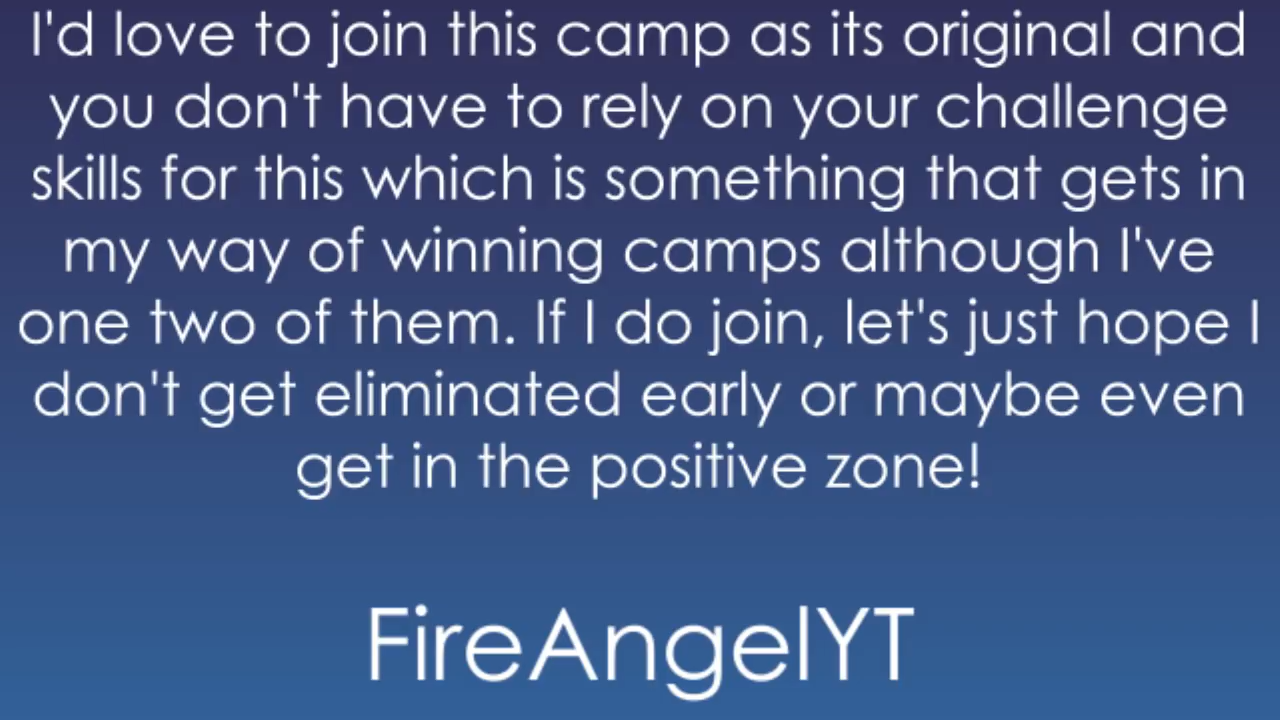 I'd love to join this camp as its original and
you don't have to rely on your challenge
skills for this which is something that gets in
my way of winning camps although I've
one two of them. If I do join, let's just hope I
don't get eliminated early or maybe even
get in the positive zone!
FireAngelYT